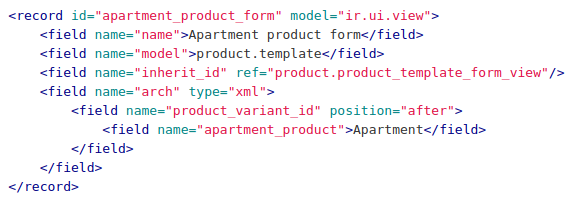 <record id="apartment_product_form" model="ir.ui.view">
    <field name="name">Apartment product form</field>
    <field name="model">product.template</field>
    <field name="inherit_id" ref="product.product_template_form_view"/>
    <field name="arch" type="xml">
        <field name="product_variant_id" position="after">
            <field name="apartment_product">Apartment</field>
        </field>
    </field>
</record>